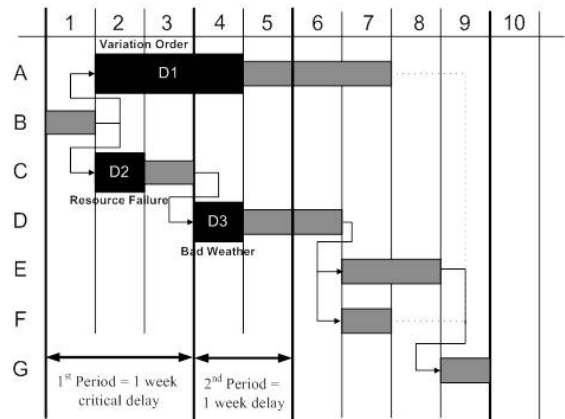 1 2 3 4 5 6 7 8 9 10
Variation Order
A D1
B
C D2
Resource Failure
D D3
Bad Weather
E
F
G
1st Period = 1 week
critical delay
2nd Period =
1 week delay